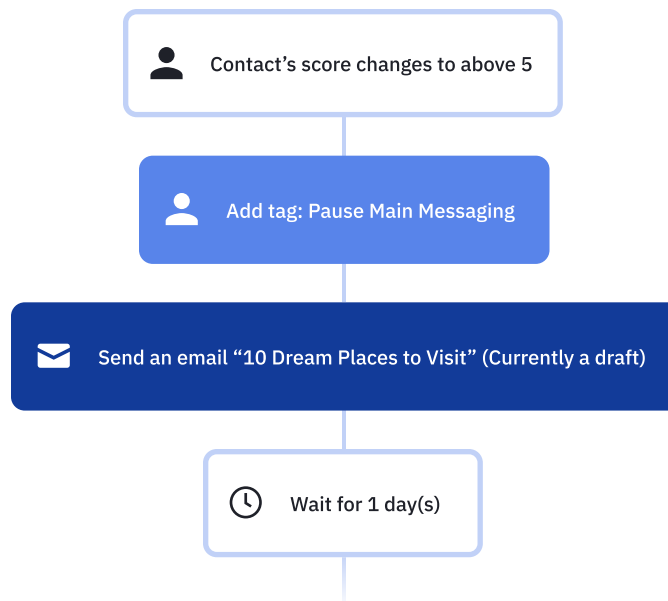 Contact’s score changes to above 5
Add tag: Pause Main Messaging
Send an email “10 Dream Places to Visit” (Currently a draft)
Wait for 1 day(s)